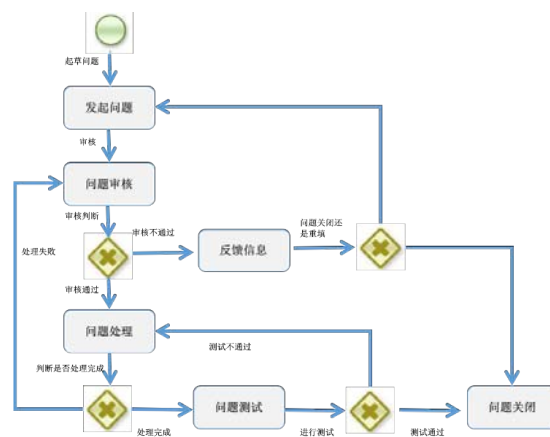 起草问题
发起问题
审核
问题审核
审核判断
处理失败
审核不通过
反馈信息
问题关闭还
是重填
审核通过
问题处理
测试不通过
判断是否处理完成
问题测试
问题关闭
处理完成
进行测试
测试通过